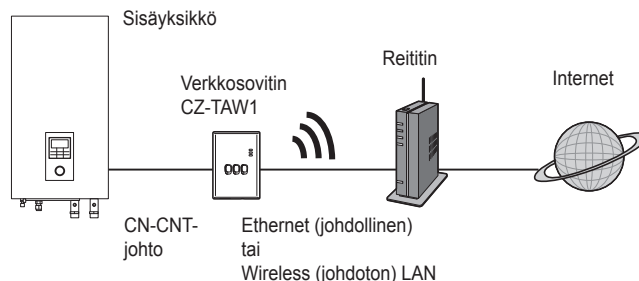 Sisäyksikkö
Verkkosovitin
CZ-TAW1
Reititin
Internet
CN-CNT-
johto
Ethernet (johdollinen)
tai
Wireless (johdoton) LAN